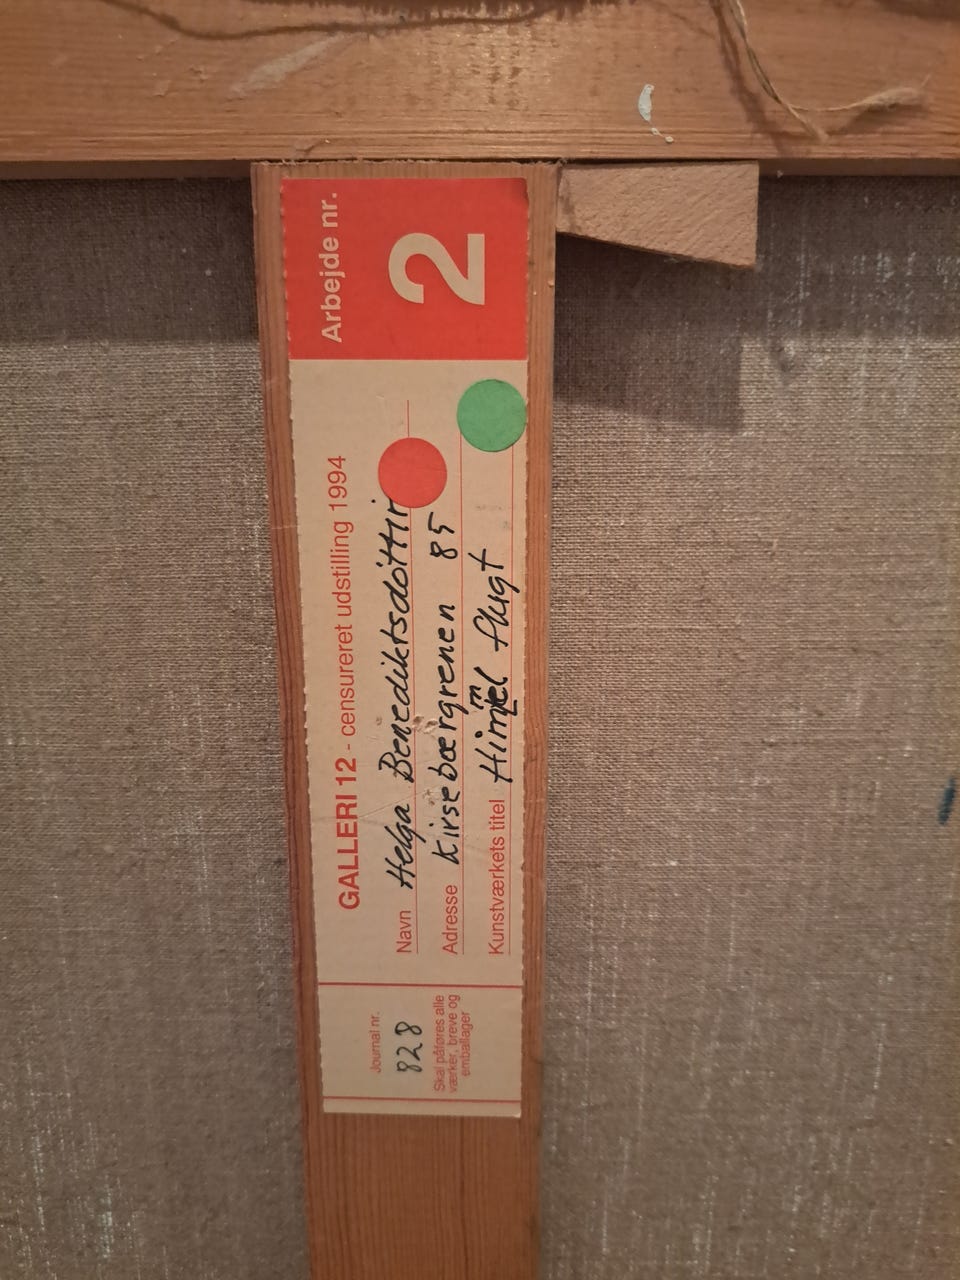 Arbejde nr.
2
GALLERI 12 - censureret udstilling 1994
Navn Helga Benediktsdóttir
Adresse Kirsebærgrenen 85
Kunstværkets titel Himmel flugt
Journal nr.
828
Skal påføres alle
værker, breve og
emballager